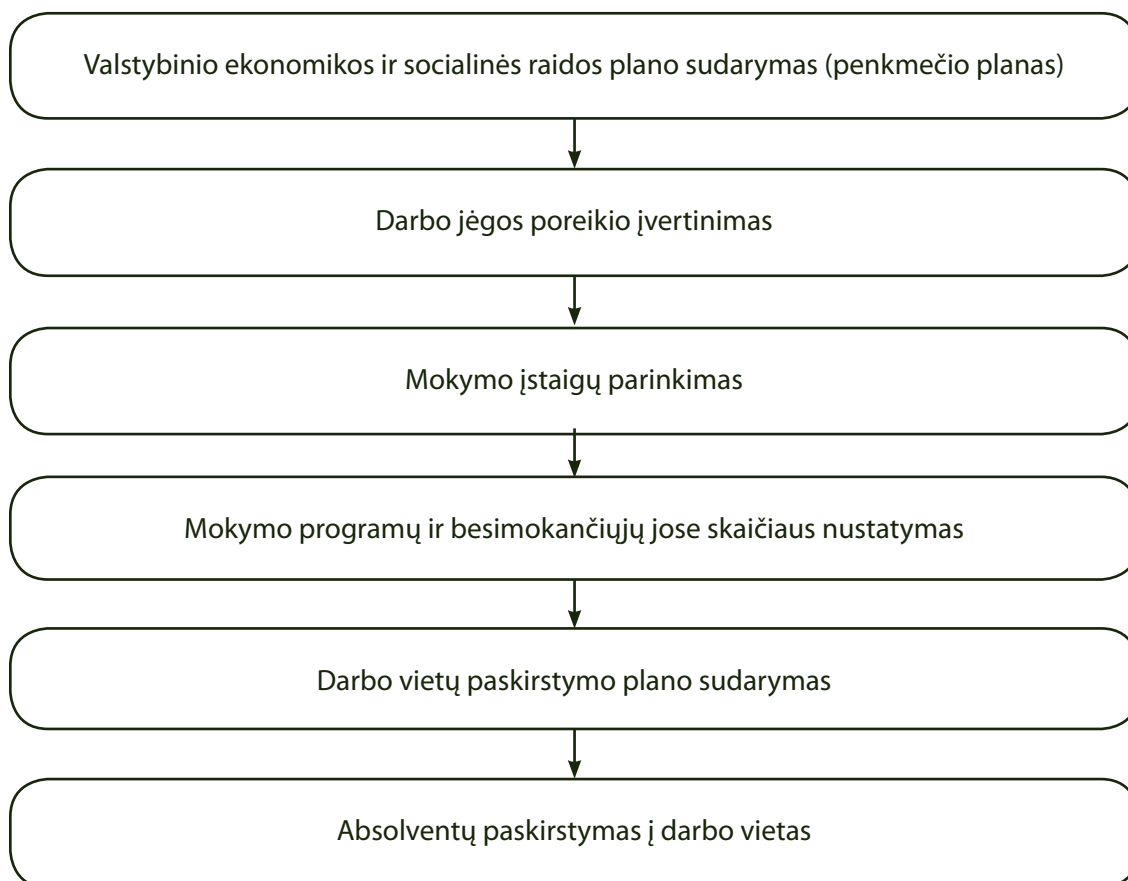 Valstybinio ekonomikos ir socialinės raidos plano sudarymas (penkmečio planas)
Darbo jėgos poreikio įvertinimas
Mokymo įstaigų parinkimas
Mokymo programų ir besimokančiųjų jose skaičiaus nustatymas
Darbo vietų paskirstymo plano sudarymas
Absolventų paskirstymas į darbo vietas